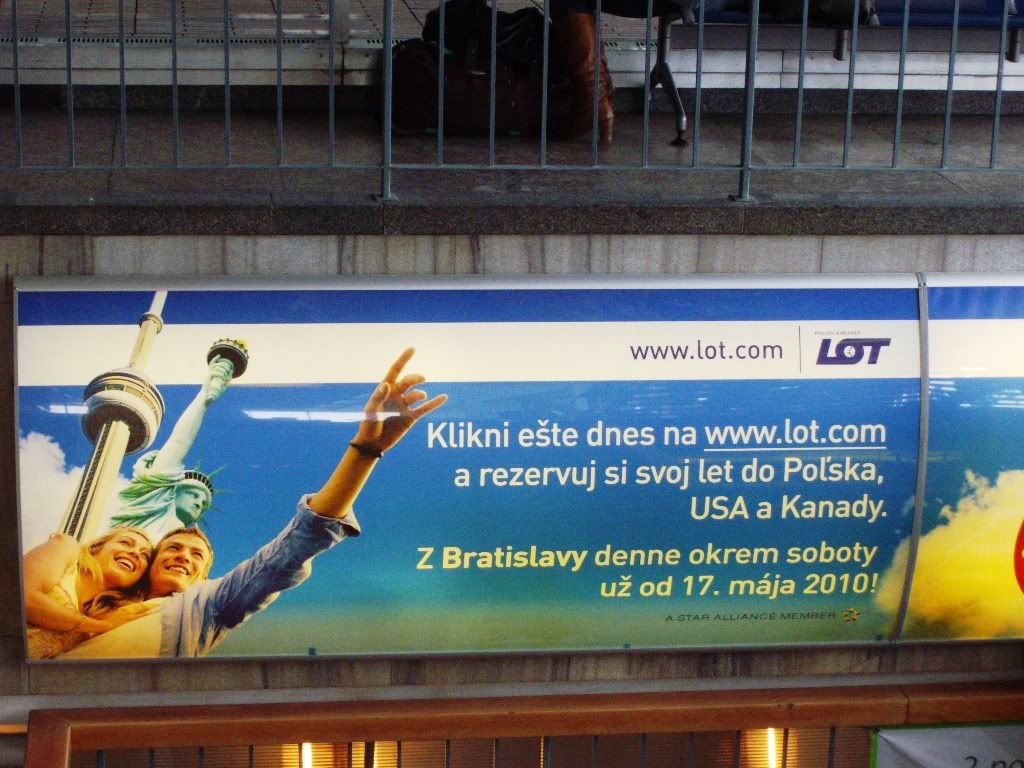 www.lot.com
POLISH AIRLINES
LOT
Klikni ešte dnes na www.lot.com
a rezervuj si svoj let do Poľska,
USA a Kanady.
Z Bratislavy denne okrem soboty
už od 17. mája 2010!
A STAR ALLIANCE MEMBER